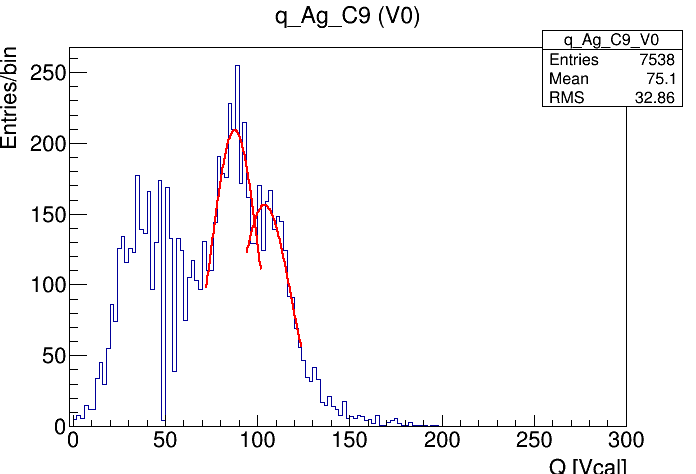 q_Ag_C9 (V0)
q_Ag_C9_V0
Entries 7538
Mean 75.1
RMS 32.86
Entries/bin
250
200
150
100
50
0
0 50 100 150 200 250 300
Q [Vcal]